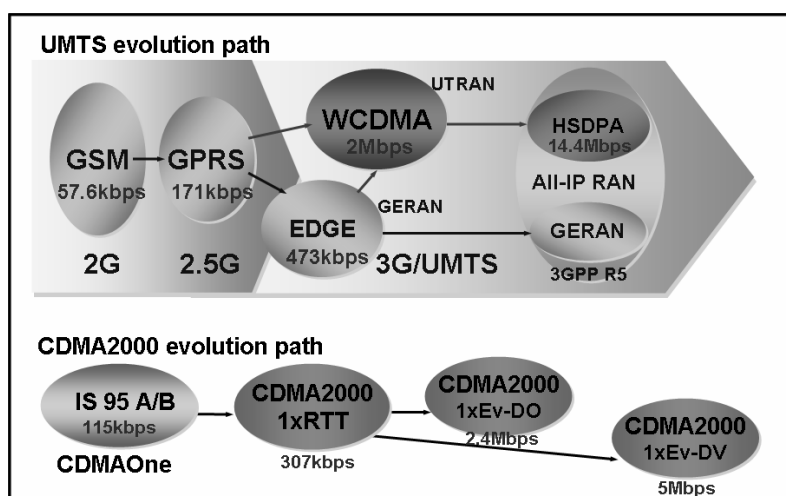 UMTS evolution path
UTRAN
WCDMA
2Mbps
HSDPA
14.4Mbps
GSM
57.6kbps
GPRS
171kbps
All-IP RAN
GERAN
EDGE
473kbps
GERAN
2G
2.5G
3G/UMTS
3GPP R5
CDMA2000 evolution path
IS 95 A/B
115kbps
CDMAOne
CDMA2000
1xRTT
307kbps
CDMA2000
1xEv-DO
2.4Mbps
CDMA2000
1xEv-DV
5Mbps